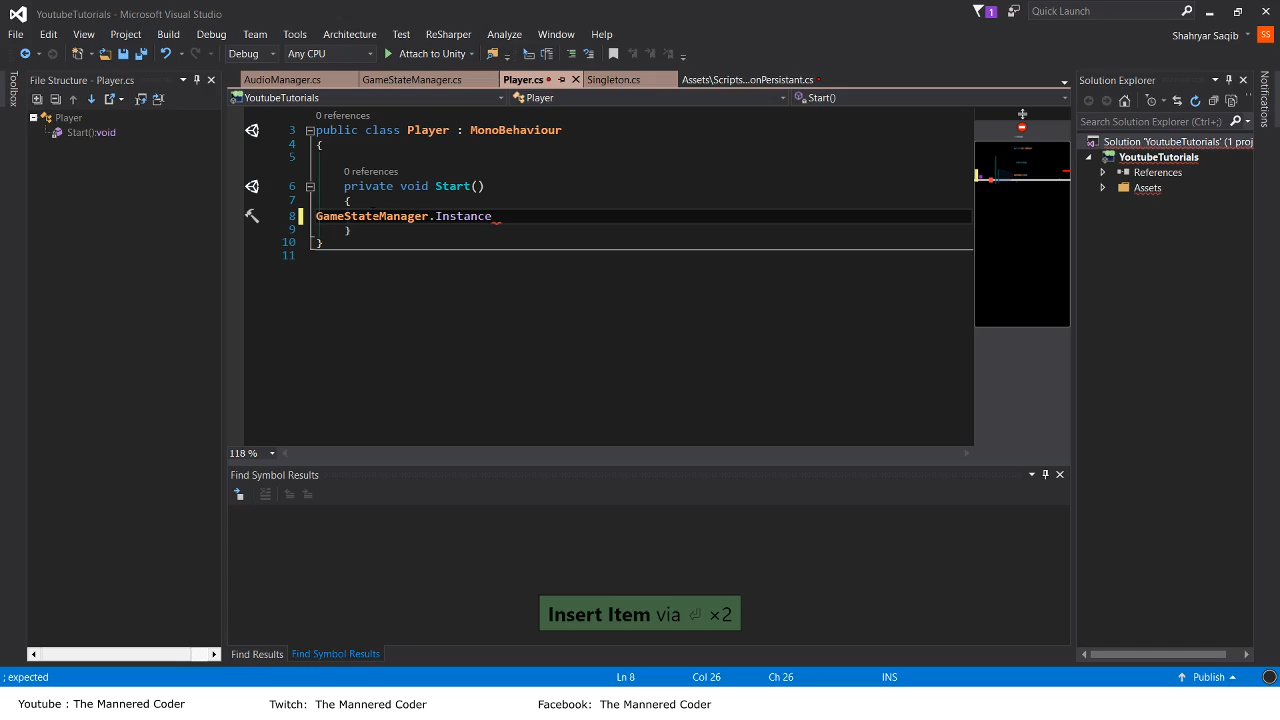 YoutubeTutorials - Microsoft Visual Studio
1
Quick Launch
File Edit View Project Build Debug Team Tools Architecture Test ReSharper Analyze Window Help
Shahryar Saqib
SS
Debug Any CPU Attach to Unity
Toolbox
File Structure - Player.cs
AudioManager.cs GameStateManager.cs Player.cs Singleton.cs Assets\Scripts...onPersistant.cs
Solution Explorer
Notifications
YoutubeTutorials Player Start()
Search Solution Explorer (Ctrl+;)
Player
Start():void
0 references
3 public class Player : MonoBehaviour
4 {
5
0 references
6 private void Start()
7 {
8 GameStateManager.Instance
9 }
10 }
11
Solution 'YoutubeTutorials' (1 proj
YoutubeTutorials
References
Assets
118 %
Find Symbol Results
Insert Item via ⏎ ×2
Find Results Find Symbol Results
; expected Ln 8 Col 26 Ch 26 INS Publish
Youtube : The Mannered Coder Twitch: The Mannered Coder Facebook: The Mannered Coder